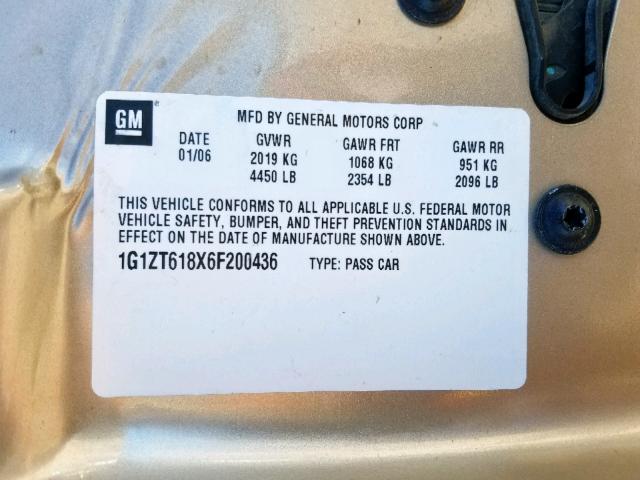 GM ®
MFD BY GENERAL MOTORS CORP
DATE GVWR GAWR FRT GAWR RR
01/06 2019 KG 1068 KG 951 KG
4450 LB 2354 LB 2096 LB
THIS VEHICLE CONFORMS TO ALL APPLICABLE U.S. FEDERAL MOTOR
VEHICLE SAFETY, BUMPER, AND THEFT PREVENTION STANDARDS IN
EFFECT ON THE DATE OF MANUFACTURE SHOWN ABOVE.
1G1ZT618X6F200436 TYPE: PASS CAR